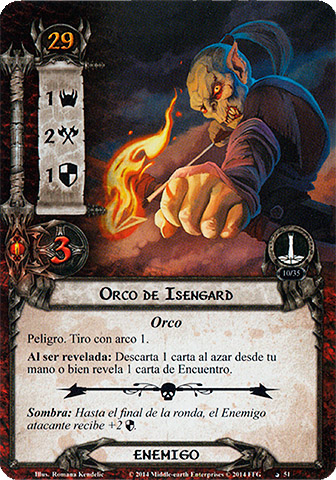 29
1
2
1
3
10/35
Orco de Isengard
Orco
Peligro. Tiro con arco 1.
Al ser revelada: Descarta 1 carta al azar desde tu
mano o bien revela 1 carta de Encuentro.
Sombra: Hasta el final de la ronda, el Enemigo
atacante recibe +2
ENEMIGO
Illus. Romana Kendelic © 2014 Middle-earth Enterprises © 2014 FFG 51